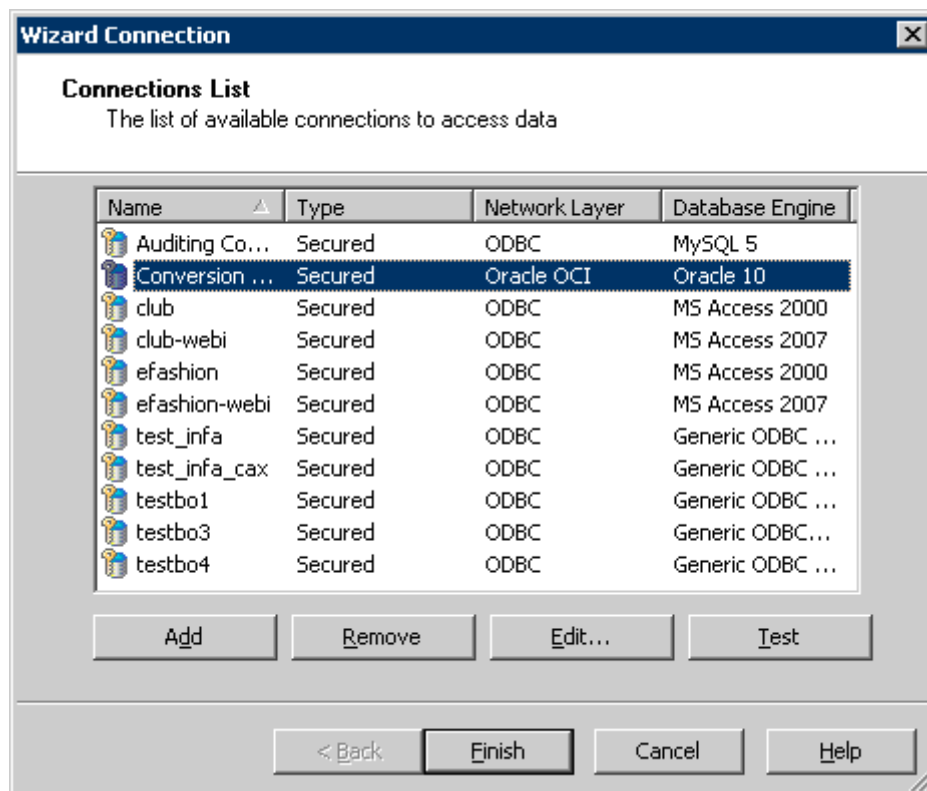 Wizard Connection
Connections List
The list of available connections to access data
Name Type Network Layer Database Engine
Auditing Co... Secured ODBC MySQL 5
Conversion ... Secured Oracle OCI Oracle 10
club Secured ODBC MS Access 2000
club-webi Secured ODBC MS Access 2007
efashion Secured ODBC MS Access 2000
efashion-webi Secured ODBC MS Access 2007
test_infa Secured ODBC Generic ODBC ...
test_infa_cax Secured ODBC Generic ODBC ...
testbo1 Secured ODBC Generic ODBC ...
testbo3 Secured ODBC Generic ODBC...
testbo4 Secured ODBC Generic ODBC ...
Add Remove Edit... Test
< Back Finish Cancel Help